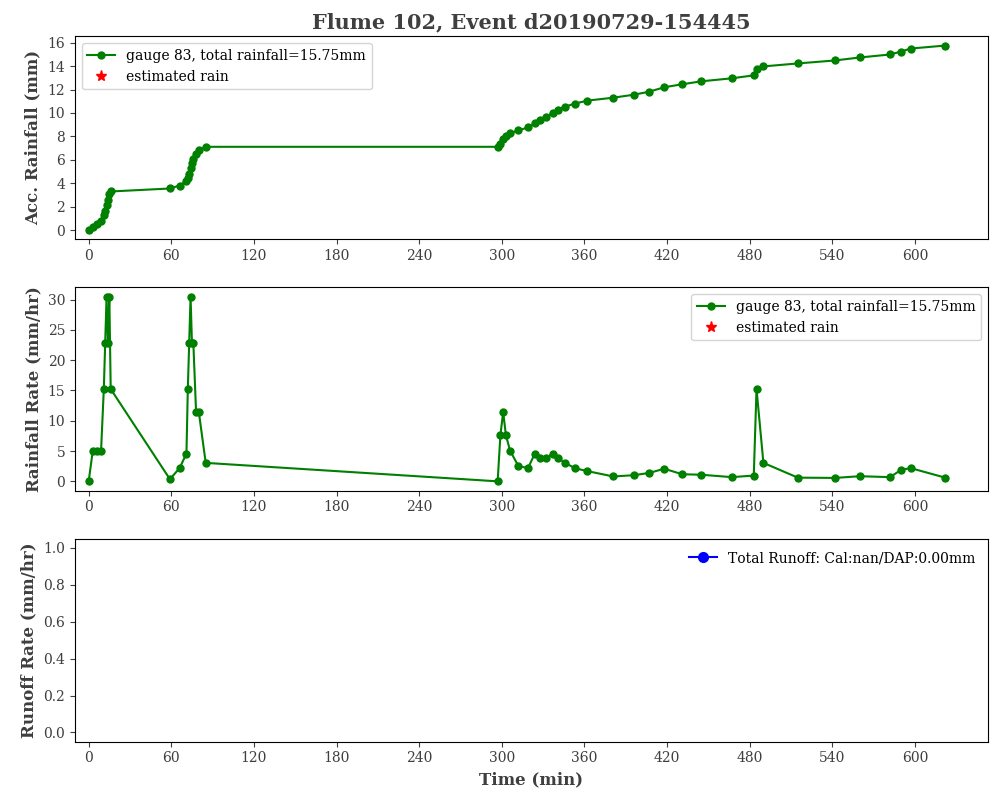 Flume 102, Event d20190729-154445
Acc. Rainfall (mm)
16
14
12
10
8
6
4
2
0
gauge 83, total rainfall=15.75mm
estimated rain
0 60 120 180 240 300 360 420 480 540 600
Rainfall Rate (mm/hr)
30
25
20
15
10
5
0
gauge 83, total rainfall=15.75mm
estimated rain
0 60 120 180 240 300 360 420 480 540 600
Runoff Rate (mm/hr)
1.0
0.8
0.6
0.4
0.2
0.0
Total Runoff: Cal:nan/DAP:0.00mm
0 60 120 180 240 300 360 420 480 540 600
Time (min)